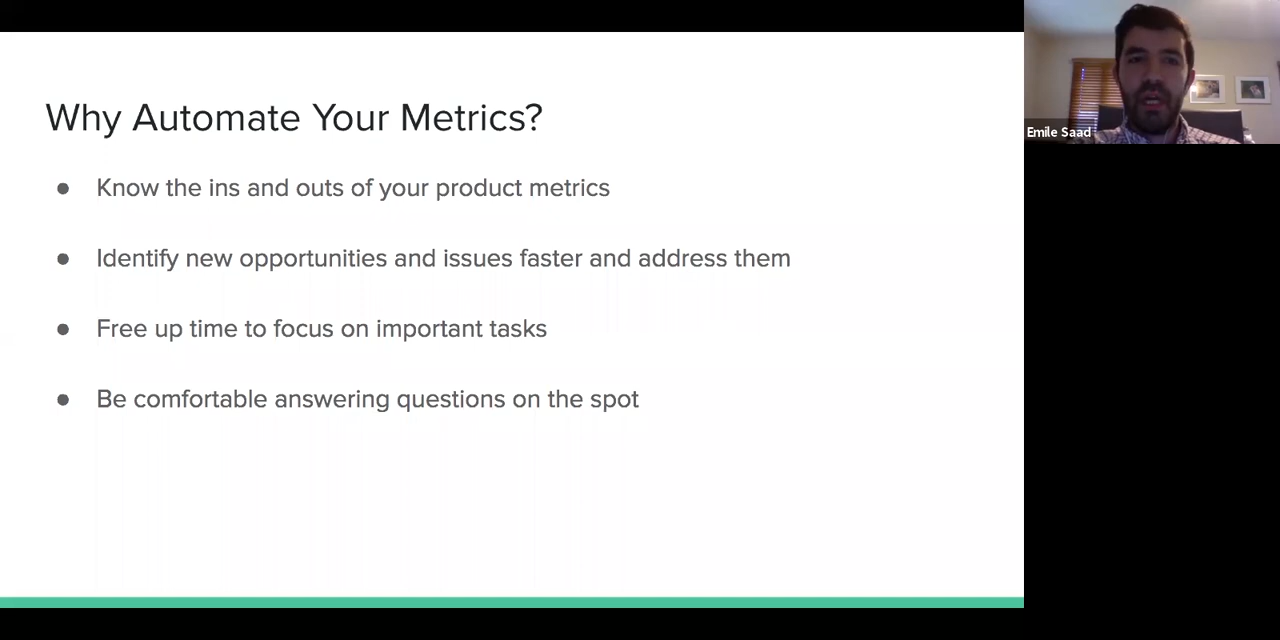 Why Automate Your Metrics?
● Know the ins and outs of your product metrics
● Identify new opportunities and issues faster and address them
● Free up time to focus on important tasks
● Be comfortable answering questions on the spot
Emile Saad